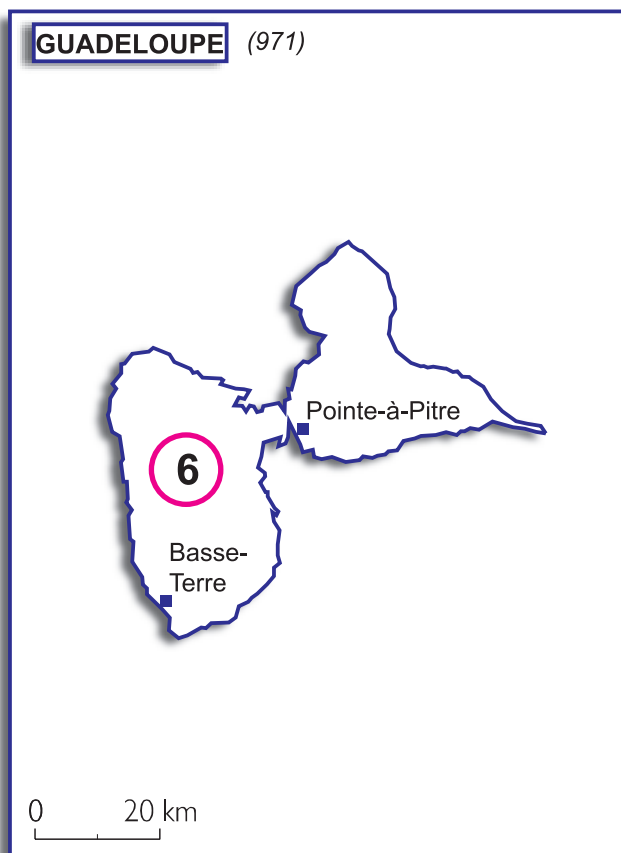 GUADELOUPE (971)
Pointe-à-Pitre
6
Basse-
Terre
0 20 km